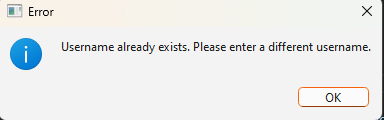 Error
Username already exists. Please enter a different username.
OK